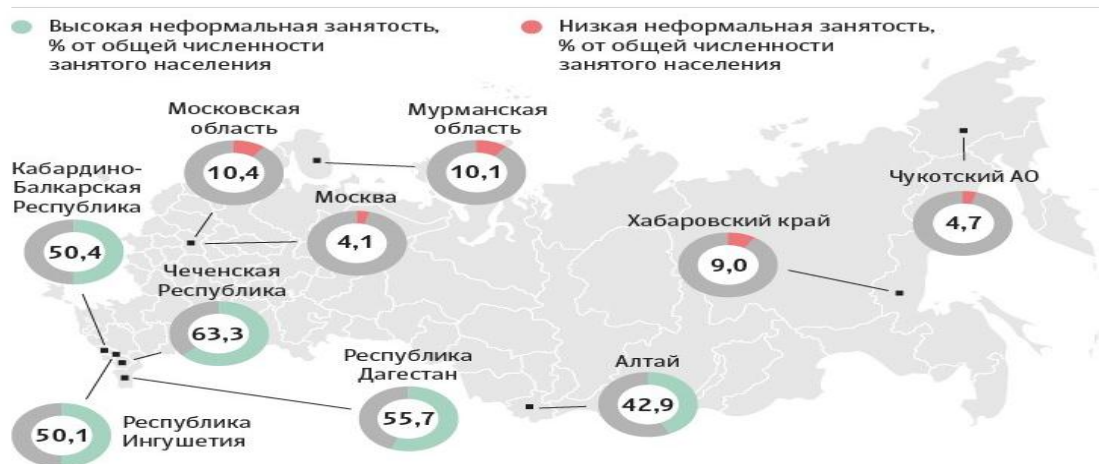 Высокая неформальная занятость,
% от общей численности
занятого населения
Низкая неформальная занятость,
% от общей численности
занятого населения
Московская
область
10,4
Мурманская
область
10,1
Чукотский АО
4,7
Кабардино-
Балкарская
Республика
50,4
Москва
4,1
Хабаровский край
9,0
Чеченская
Республика
63,3
Республика
Дагестан
55,7
Алтай
42,9
50,1
Республика
Ингушетия